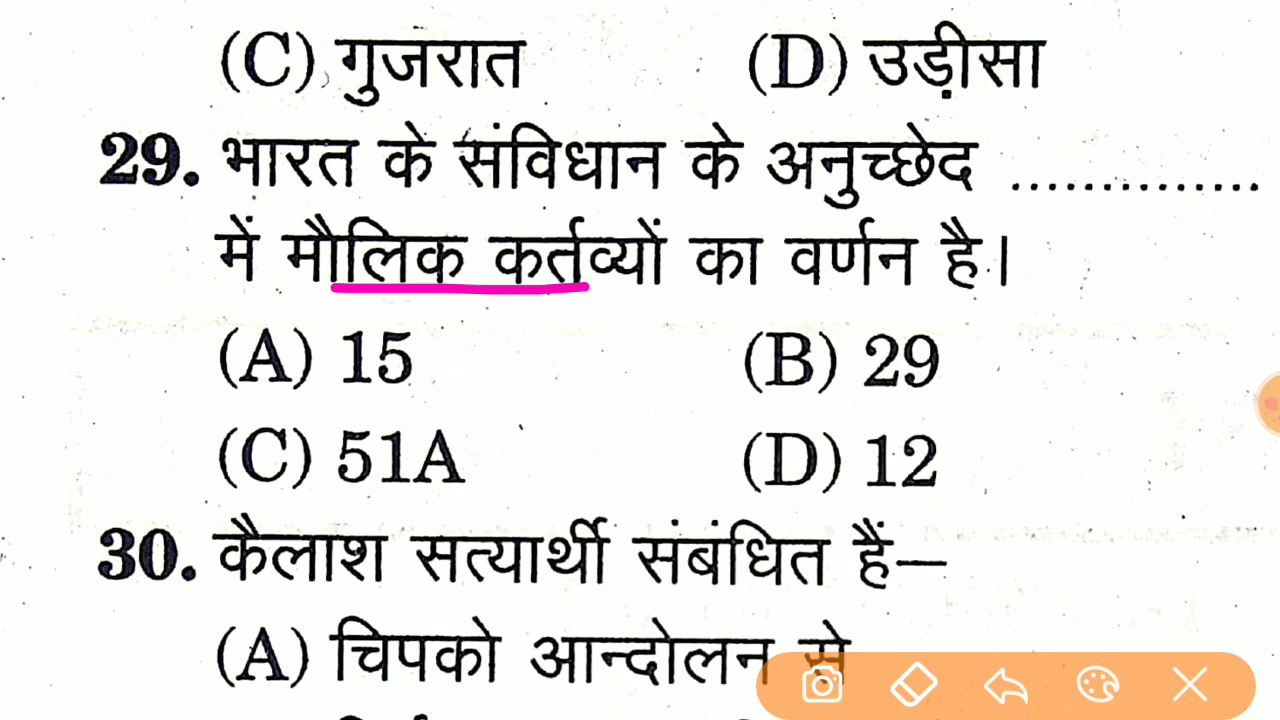 (C) गुजरात (D) उड़ीसा
29. भारत के संविधान के अनुच्छेद ..............
में मौलिक कर्तव्यों का वर्णन है।
(A) 15 (B) 29
(C) 51A (D) 12
30. कैलाश सत्यार्थी संबंधित हैं—
(A) चिपको आन्दोलन से